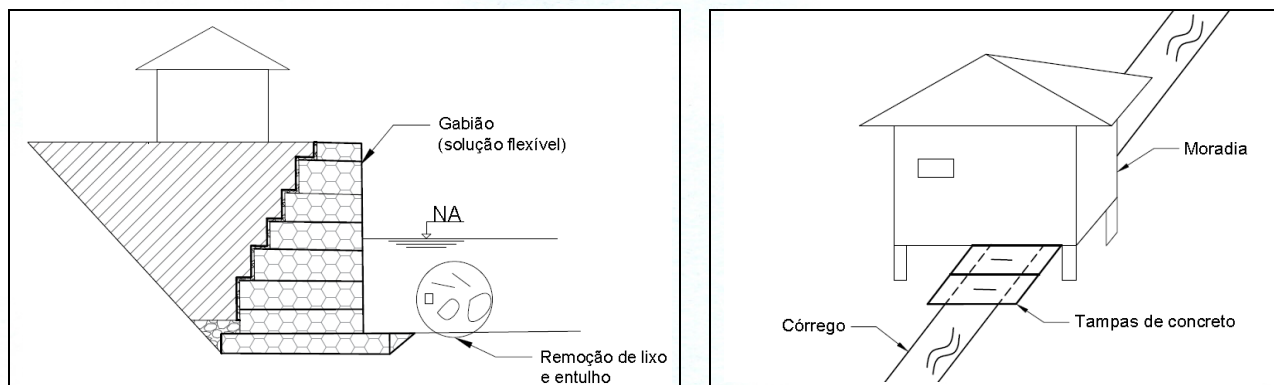 Gabião
(solução flexível)
NA
Remoção de lixo
e entulho
Moradia
Córrego
Tampas de concreto